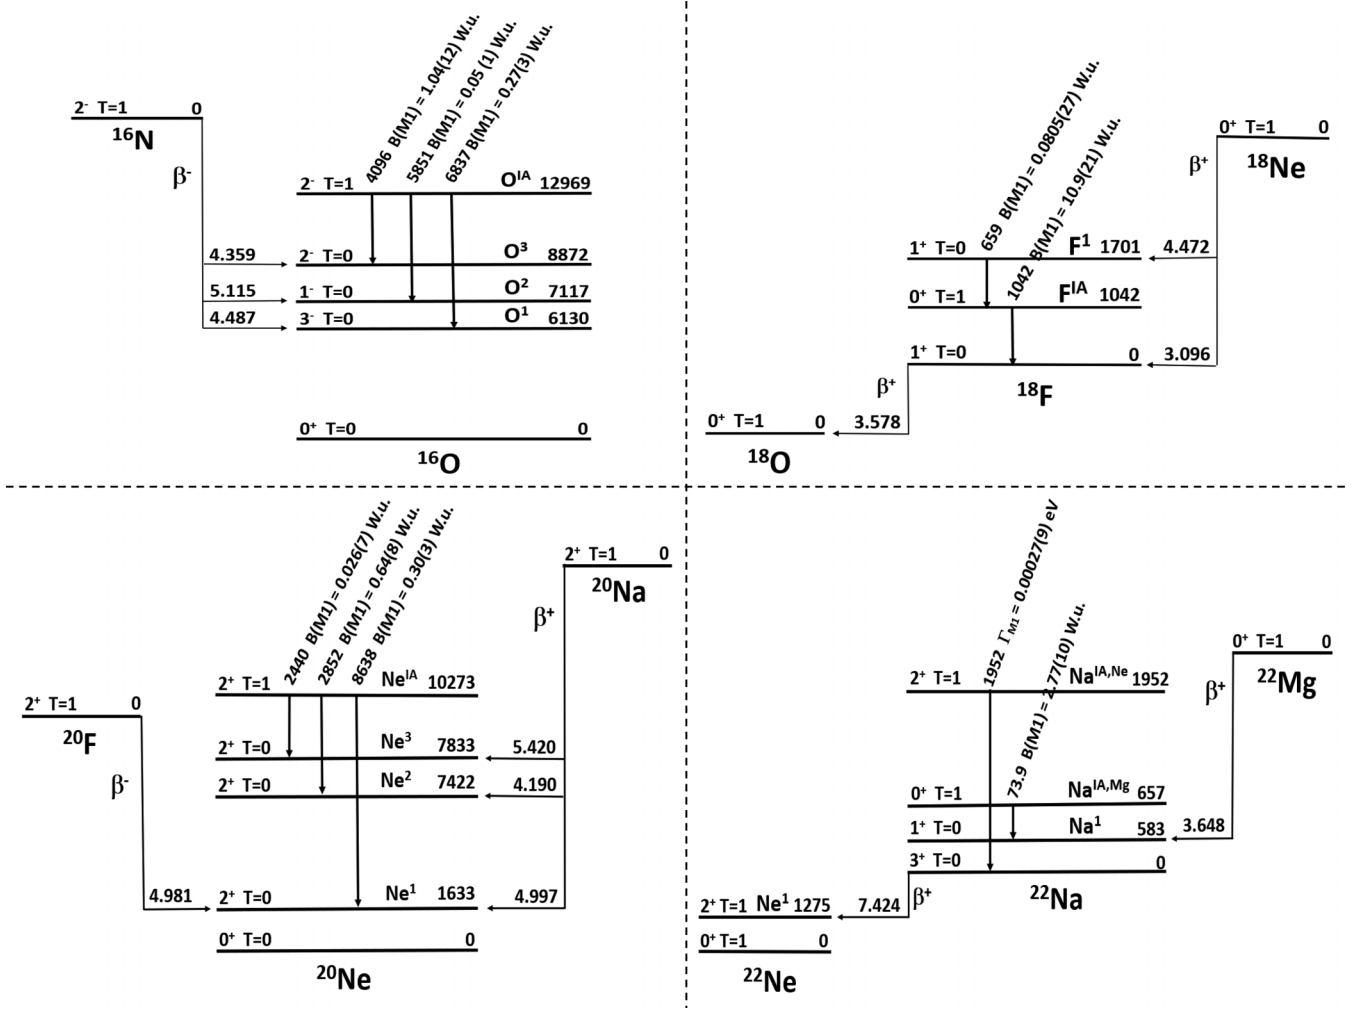 4096 B(M1) = 1.04(12) W.u.
5851 B(M1) = 0.05 (1) W.u.
6837 B(M1) = 0.27(3) W.u.
2⁻ T=1 0
¹⁶N
β⁻
2⁻ T=1 Oᴵᴬ 12969
4.359 2⁻ T=0 O³ 8872
5.115 1⁻ T=0 O² 7117
4.487 3⁻ T=0 O¹ 6130
0⁺ T=0 0
¹⁶O
659 B(M1) = 0.0805(27) W.u.
1042 B(M1) = 10.9(21) W.u.
0⁺ T=1 0
¹⁸Ne
β⁺
1⁺ T=0 F¹ 1701 4.472
0⁺ T=1 Fᴵᴬ 1042
1⁺ T=0 0 3.096
¹⁸F
β⁺
0⁺ T=1 0 3.578
¹⁸O
2440 B(M1) = 0.026(7) W.u.
2852 B(M1) = 0.64(8) W.u.
8638 B(M1) = 0.30(3) W.u.
2⁺ T=1 0
²⁰Na
β⁺
2⁺ T=1 Neᴵᴬ 10273
2⁺ T=1 0
²⁰F
β⁻
2⁺ T=0 Ne³ 7833 5.420
2⁺ T=0 Ne² 7422 4.190
4.981 2⁺ T=0 Ne¹ 1633 4.997
0⁺ T=0 0
²⁰Ne
1952 Γ_M1 = 0.00027(9) eV
73.9 B(M1) = 2.77(10) W.u.
0⁺ T=1 0
²²Mg
β⁺
2⁺ T=1 Naᴵᴬ,ᴺᵉ 1952
0⁺ T=1 Naᴵᴬ,ᴹᵍ 657
1⁺ T=0 Na¹ 583 3.648
3⁺ T=0 0
²²Na
β⁺
2⁺ T=1 Ne¹ 1275 7.424
0⁺ T=1 0
²²Ne